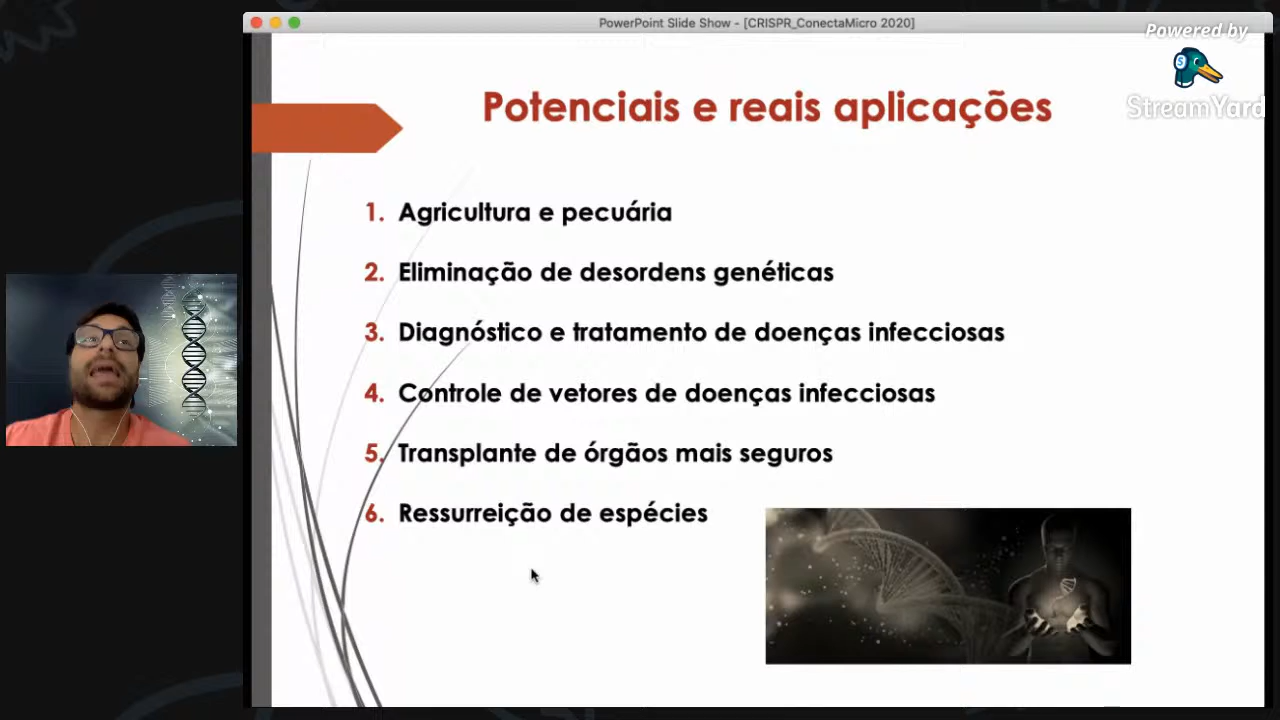 PowerPoint Slide Show - [CRISPR_ConectaMicro 2020]
Powered by
S
StreamYard
Potenciais e reais aplicações
1. Agricultura e pecuária
2. Eliminação de desordens genéticas
3. Diagnóstico e tratamento de doenças infecciosas
4. Controle de vetores de doenças infecciosas
5. Transplante de órgãos mais seguros
6. Ressurreição de espécies